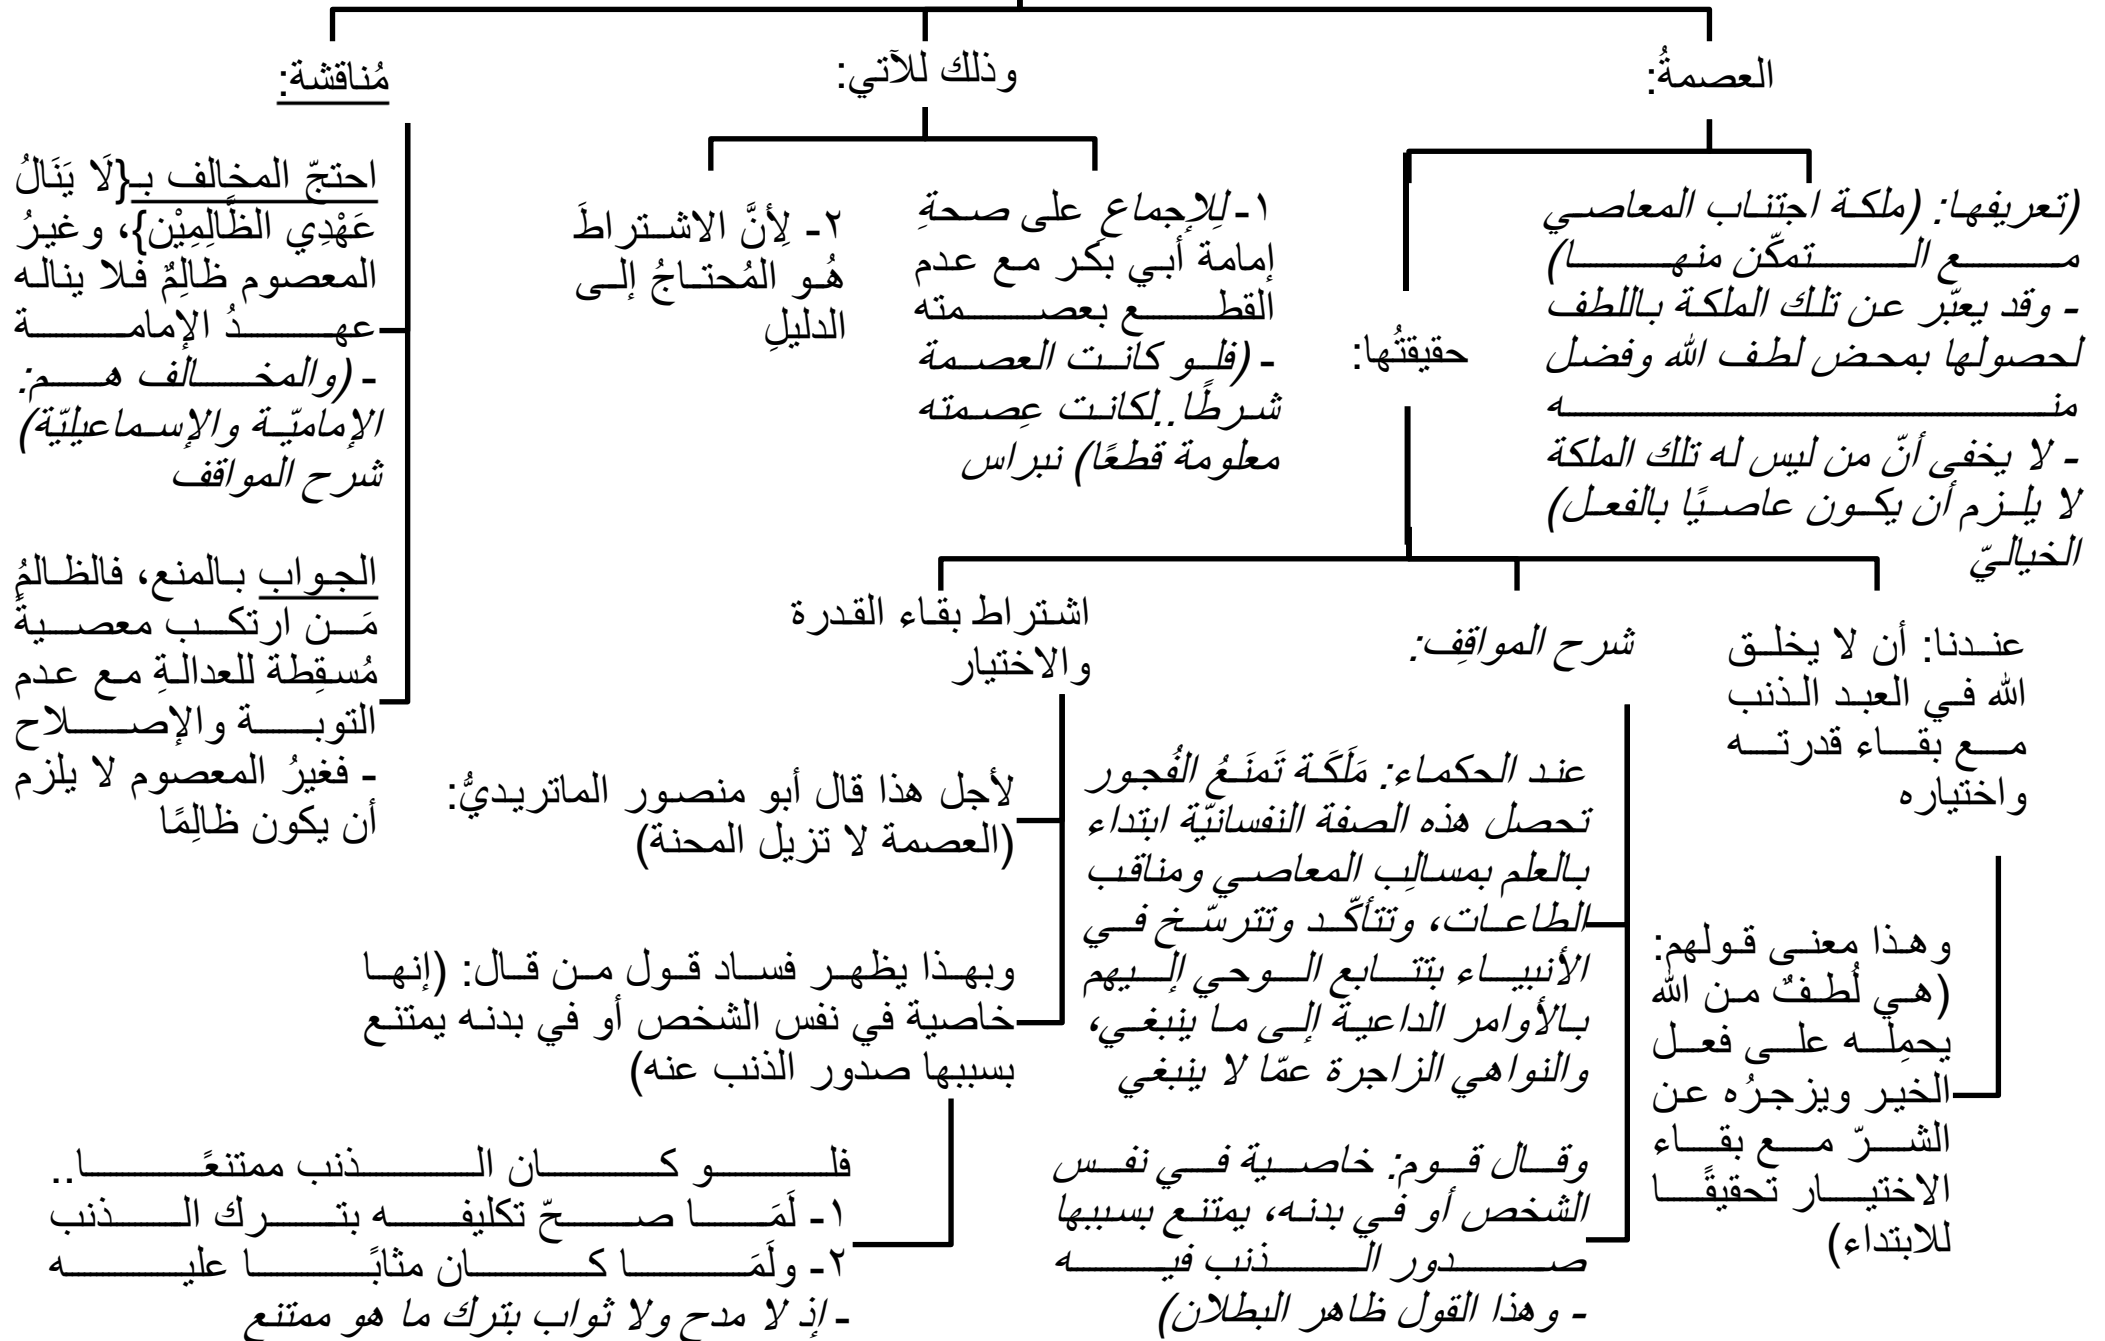 العصمةُ:
(تعريفها: (ملكة اجتناب المعاصي
مع التمكّن منها)
- وقد يعبّر عن تلك الملكة باللطف
لحصولها بمحض لطف الله وفضل
منه
- لا يخفى أنّ من ليس له تلك الملكة
لا يلزم أن يكون عاصيًا بالفعل)
الخياليّ
حقيقتُها:
عندنا: أن لا يخلق
الله في العبد الذنب
مع بقاء قدرته
واختياره
وهذا معنى قولهم:
(هي لُطفٌ من الله
يحمِله على فعل
الخير ويزجرُه عن
الشرّ مع بقاء
الاختيار تحقيقًا
للابتداء)
شرح المواقِف:
عند الحكماء: مَلَكَة تَمنَعُ الفُجور
تحصل هذه الصفة النفسانيّة ابتداء
بالعلم بمسالِب المعاصي ومناقب
الطاعات، وتتأكّد وتترسّخ في
الأنبياء بتتابع الوحي إليهم
بالأوامر الداعية إلى ما ينبغي،
والنواهي الزاجرة عمّا لا ينبغي
وقال قوم: خاصية في نفس
الشخص أو في بدنه، يمتنع بسببها
صدور الذنب فيه
- وهذا القول ظاهر البطلان)
اشتراط بقاء القدرة
والاختيار
لأجل هذا قال أبو منصور الماتريديُّ:
(العصمة لا تزيل المحنة)
وبهذا يظهر فساد قول من قال: (إنها
خاصية في نفس الشخص أو في بدنه يمتنع
بسببها صدور الذنب عنه)
فلو كان الذنب ممتنعًا..
١- لَمَا صحّ تكليفه بترك الذنب
٢- ولَمَا كان مثابًا عليه
- إذ لا مدح ولا ثواب بترك ما هو ممتنع
وذلك للآتي:
١- لِلإجماعِ على صحةِ
إمامة أبي بكر مع عدم
القطع بعصمته
- (فلو كانت العصمة
شرطًا..لكانت عِصمته
معلومة قطعًا) نبراس
٢- لِأنَّ الاشتراطَ
هُو المُحتاجُ إلى
الدليلِ
مُناقشة:
احتجّ المخالف بـ{لَا يَنَالُ
عَهْدِي الظَّالِمِيْن}، وغيرُ
المعصوم ظالِمٌ فلا يناله
عهدُ الإمامة
- (والمخالف هم:
الإماميّة والإسماعيليّة)
شرح المواقف
الجواب بالمنع، فالظالمُ
مَن ارتكب معصيةً
مُسقِطة للعدالةِ مع عدم
التوبة والإصلاح
- فغيرُ المعصوم لا يلزم
أن يكون ظالِمًا